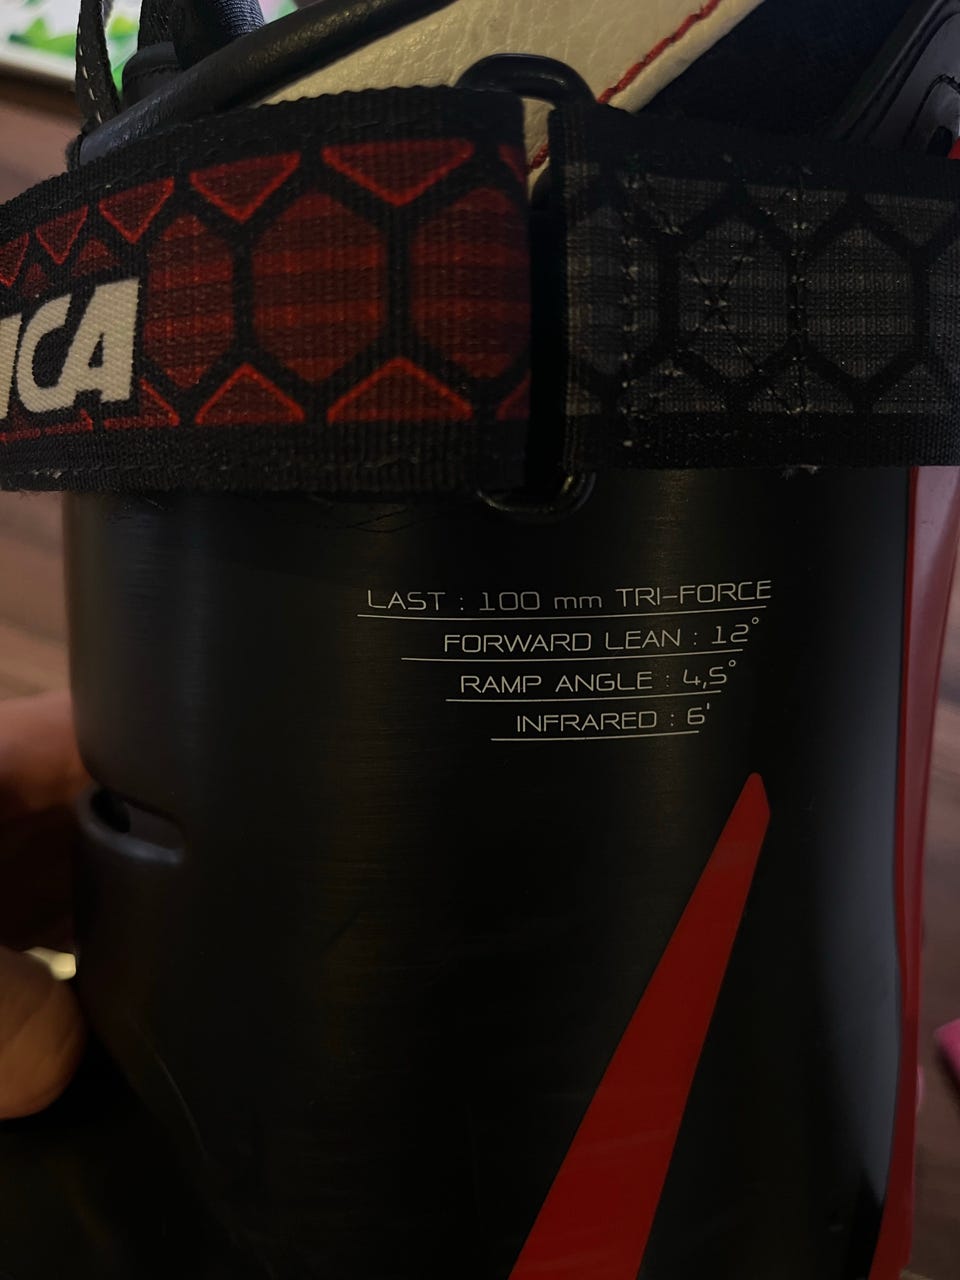 ICA
LAST : 100 mm TRI-FORCE
FORWARD LEAN : 12°
RAMP ANGLE : 4,5°
INFRARED : 6'